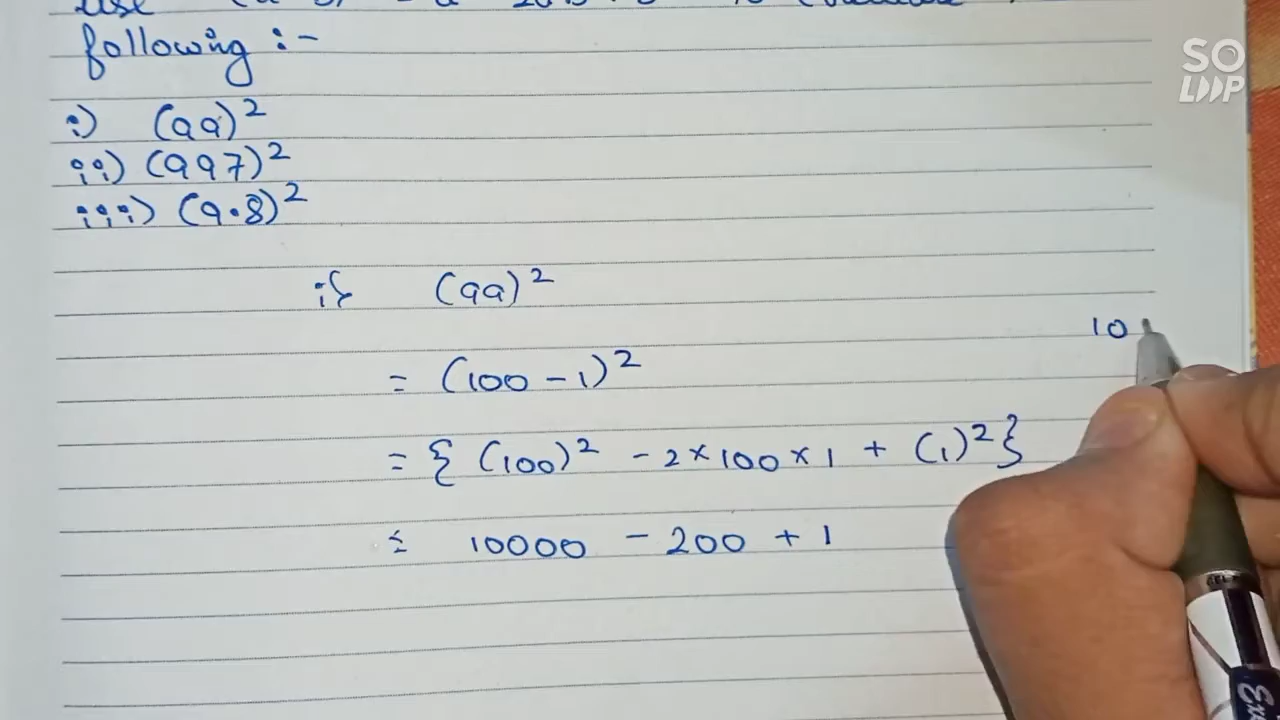 following :-
i) (99)²
ii) (997)²
iii) (9.8)²
i) (99)²
= (100 - 1)²
= { (100)² - 2×100×1 + (1)² }
= 10000 - 200 + 1
10
SO
LOOP